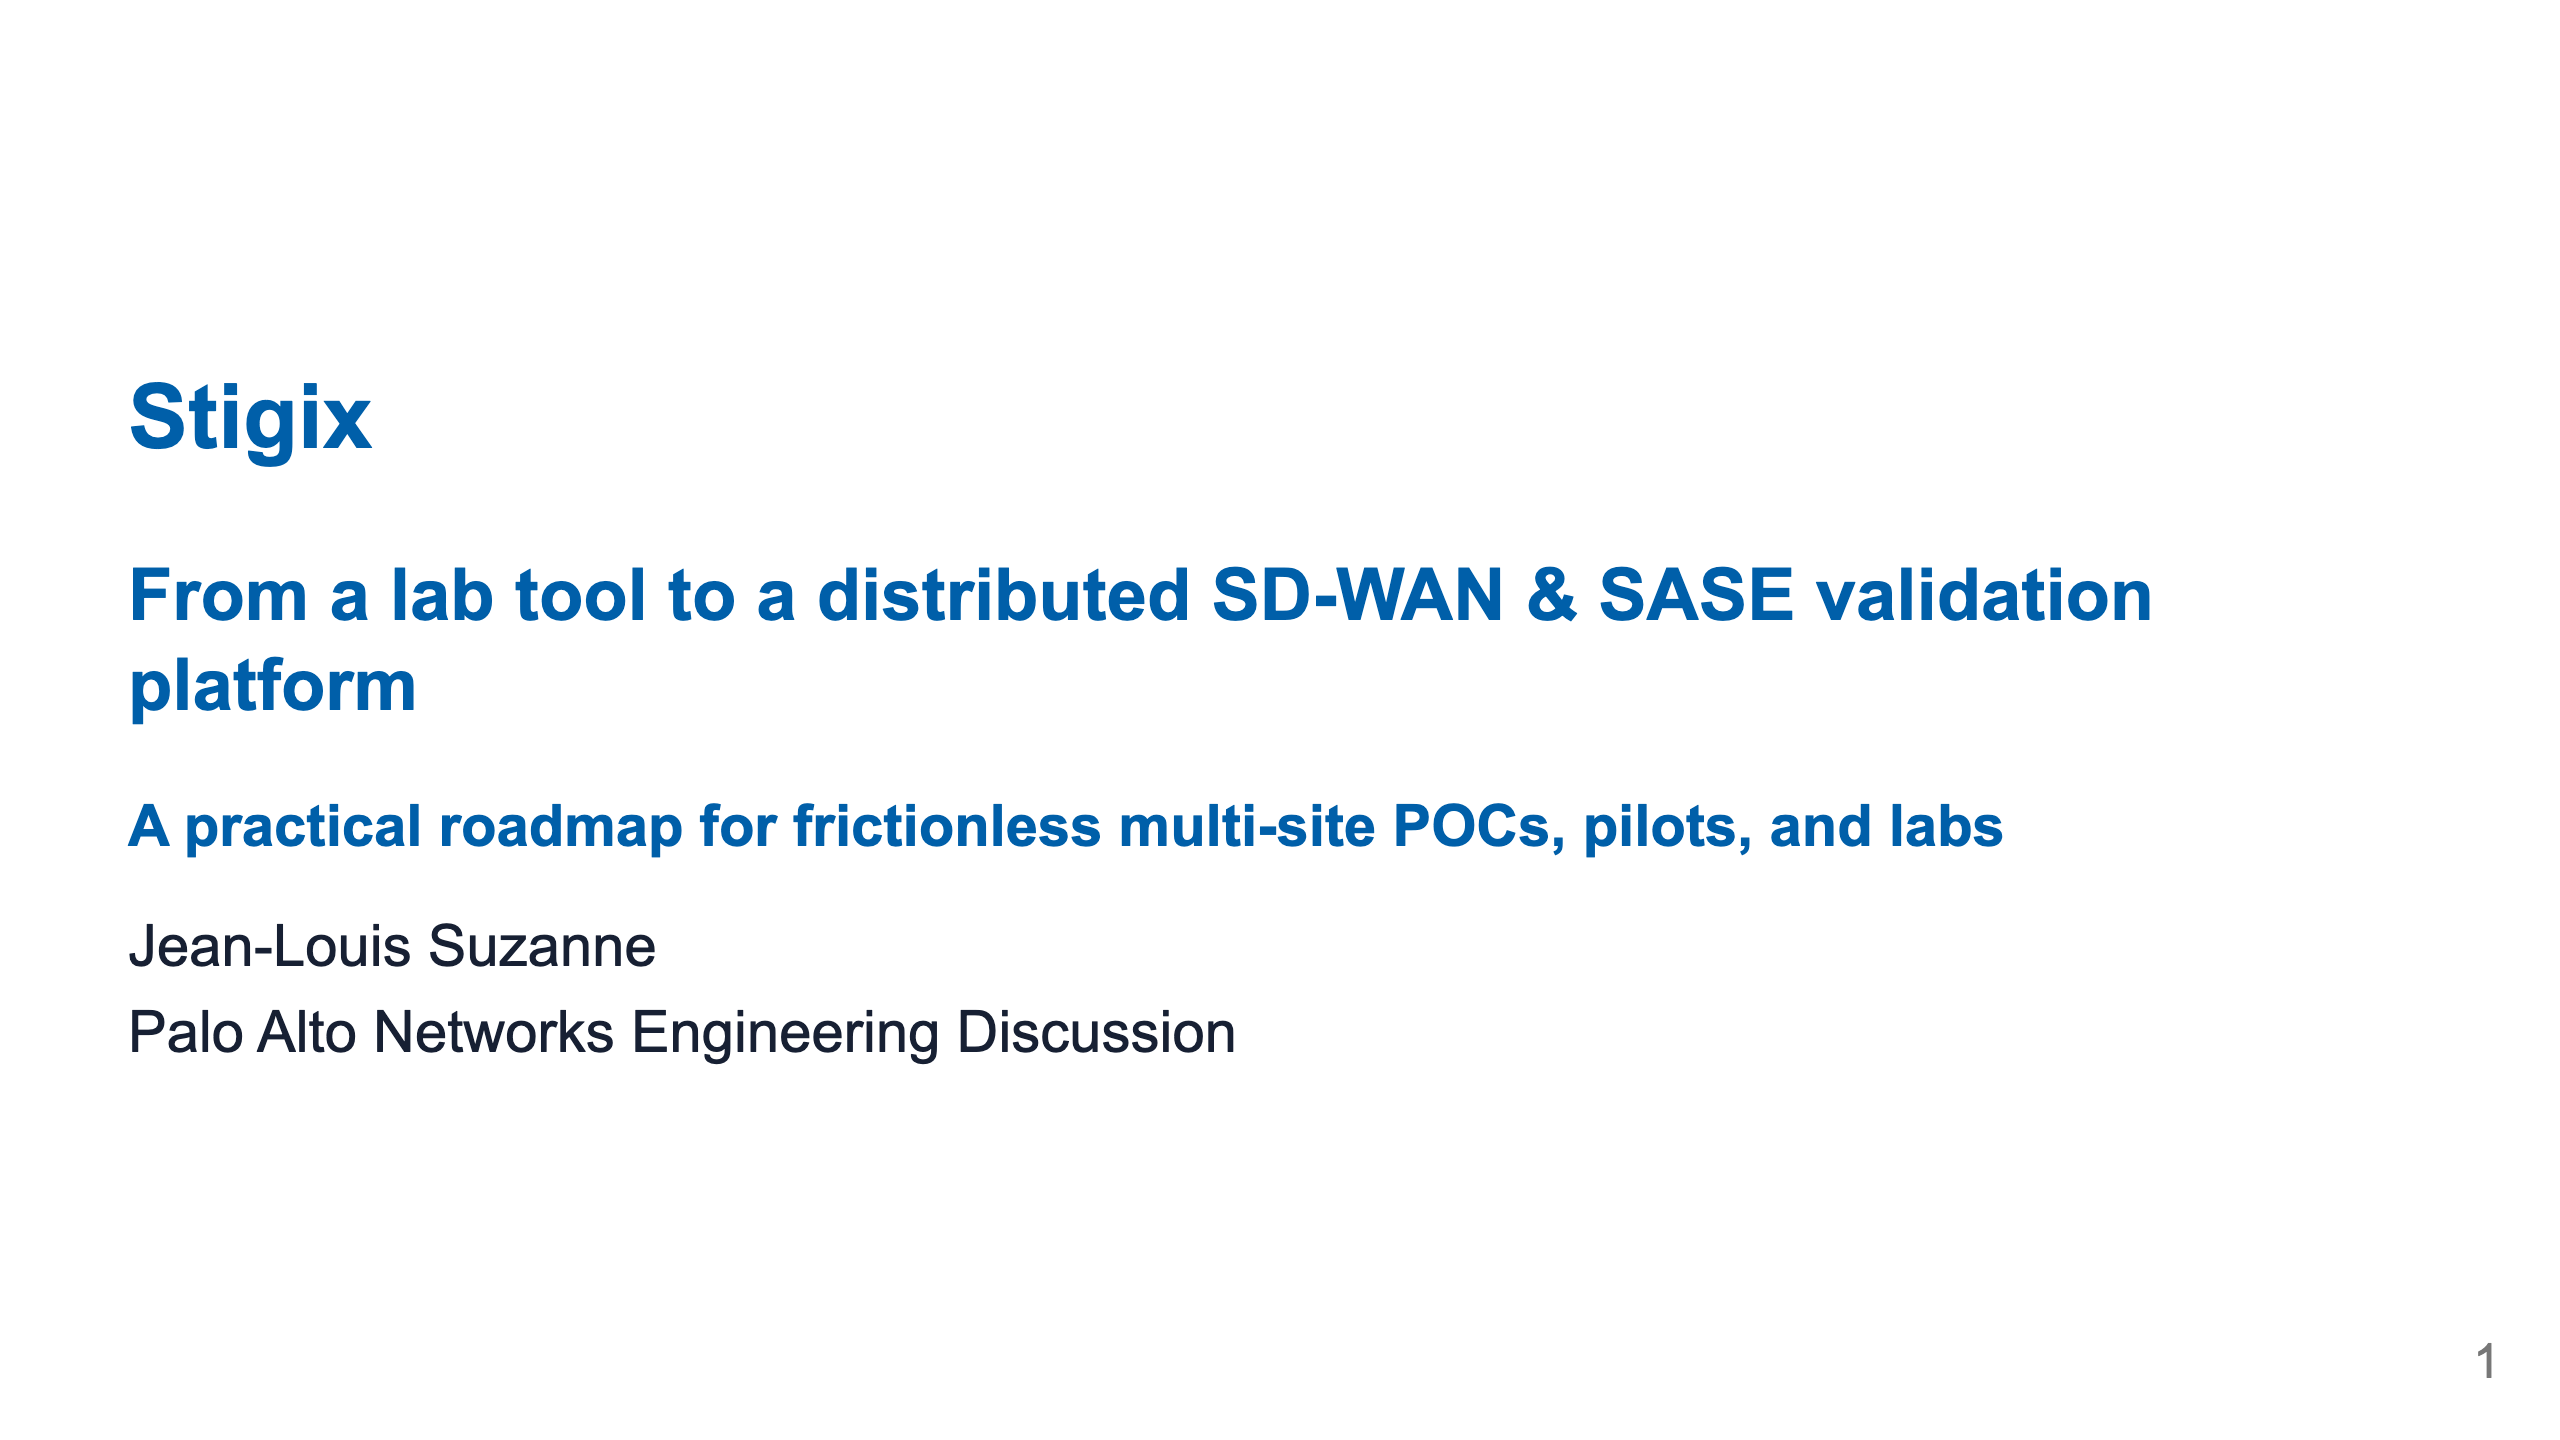 Stigix
From a lab tool to a distributed SD-WAN & SASE validation
platform
A practical roadmap for frictionless multi-site POCs, pilots, and labs
Jean-Louis Suzanne
Palo Alto Networks Engineering Discussion
1